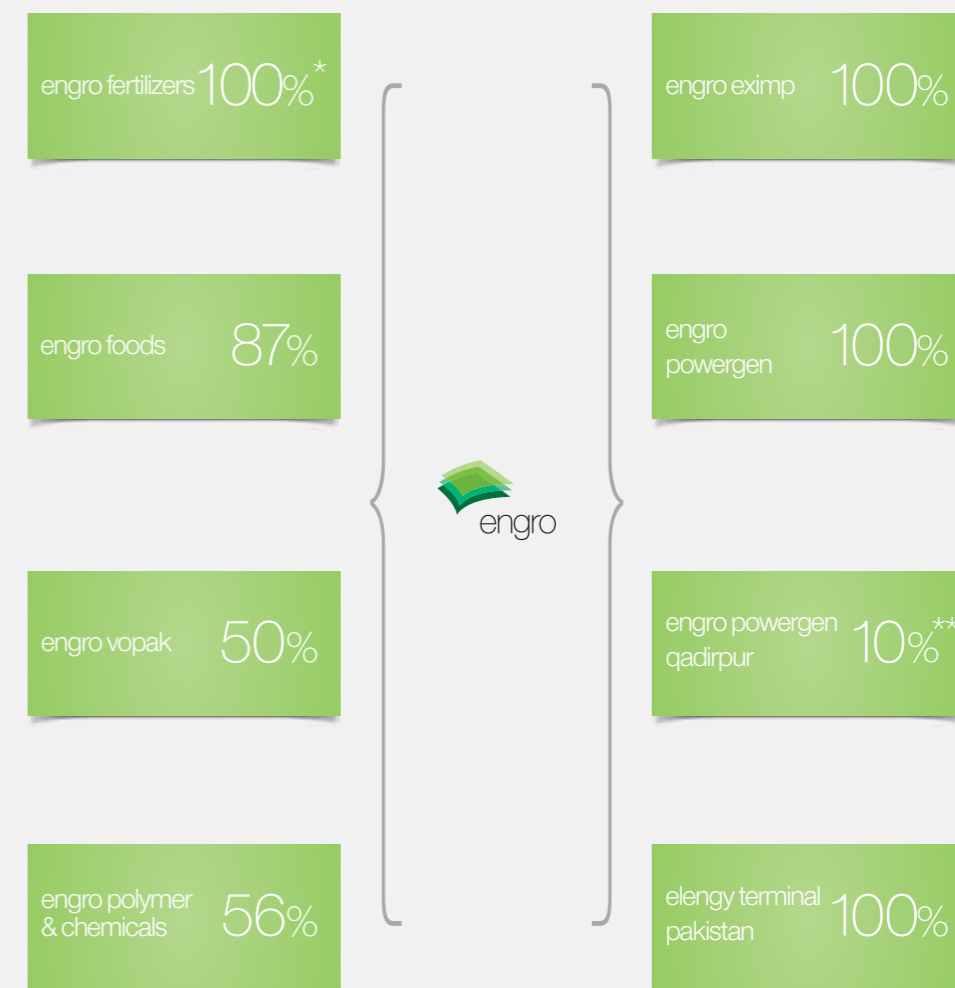 engro fertilizers 100%*
engro foods 87%
engro vopak 50%
engro polymer
& chemicals 56%
engro
engro eximp 100%
engro
powergen 100%
engro powergen
qadirpur 10%**
elengy terminal
pakistan 100%